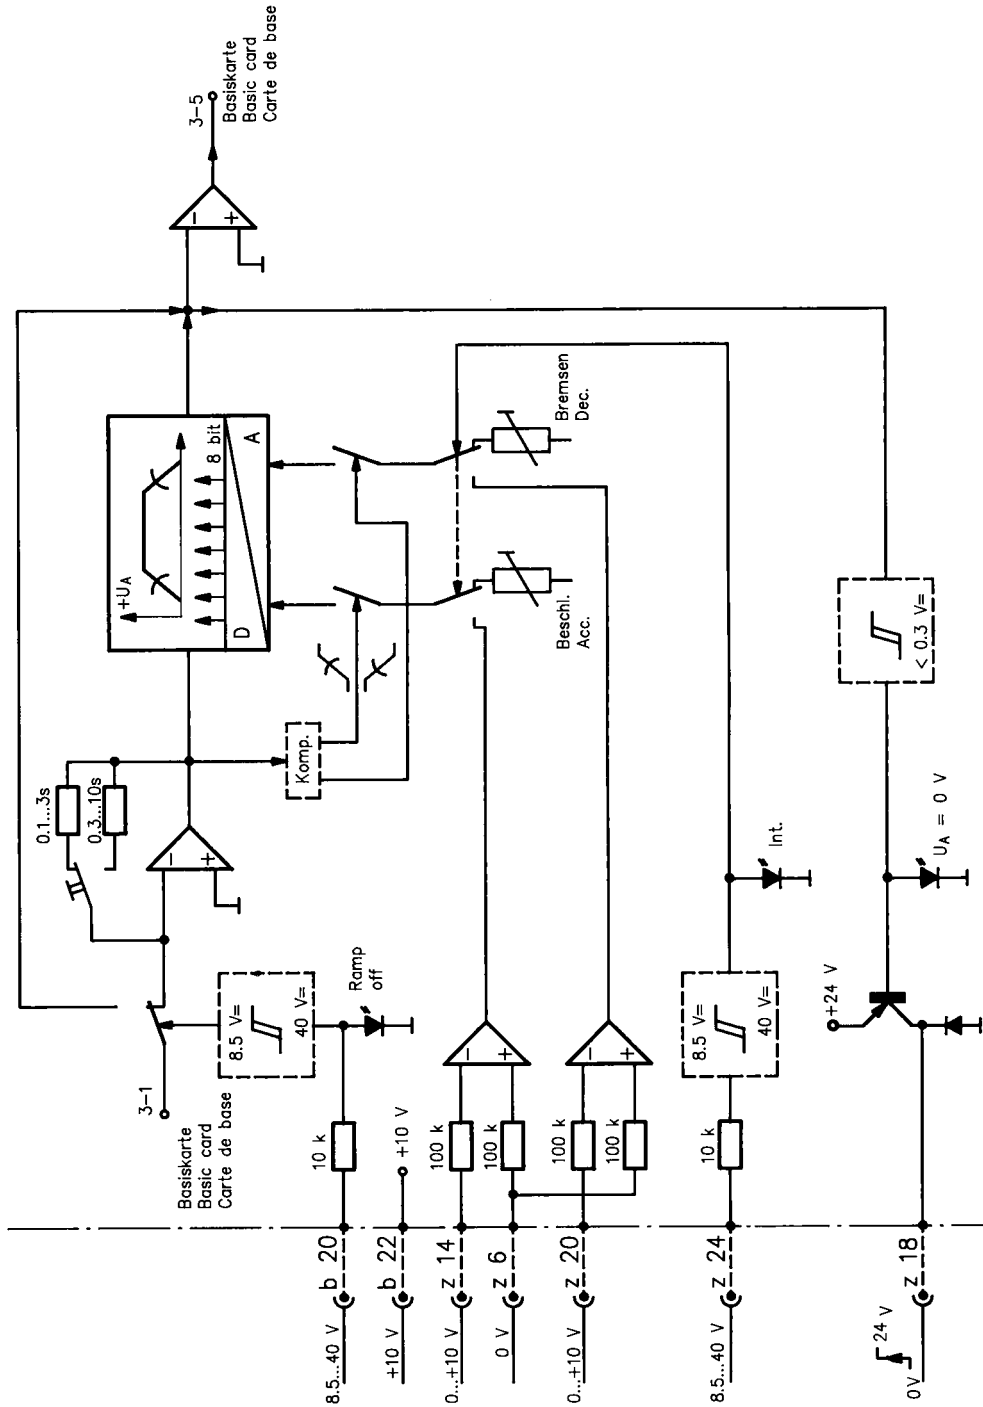 3-5
Basiskarte
Basic card
Carte de base
+UA
8 bit
D
A
0.1...3s
0.3...10s
-
+
-
+
Komp.
Bremsen
Dec.
Beschl.
Acc.
3-1
Basiskarte
Basic card
Carte de base
8.5 V=
40 V=
Ramp
off
8.5...40 V
b 20
10 k
+10 V
b 22
+10 V
0...+10 V
z 14
100 k
-
+
0 V
z 6
100 k
0...+10 V
z 20
100 k
100 k
-
+
8.5...40 V
z 24
10 k
8.5 V=
40 V=
Int.
< 0.3 V=
UA = 0 V
+24 V
24 V
0V
z 18